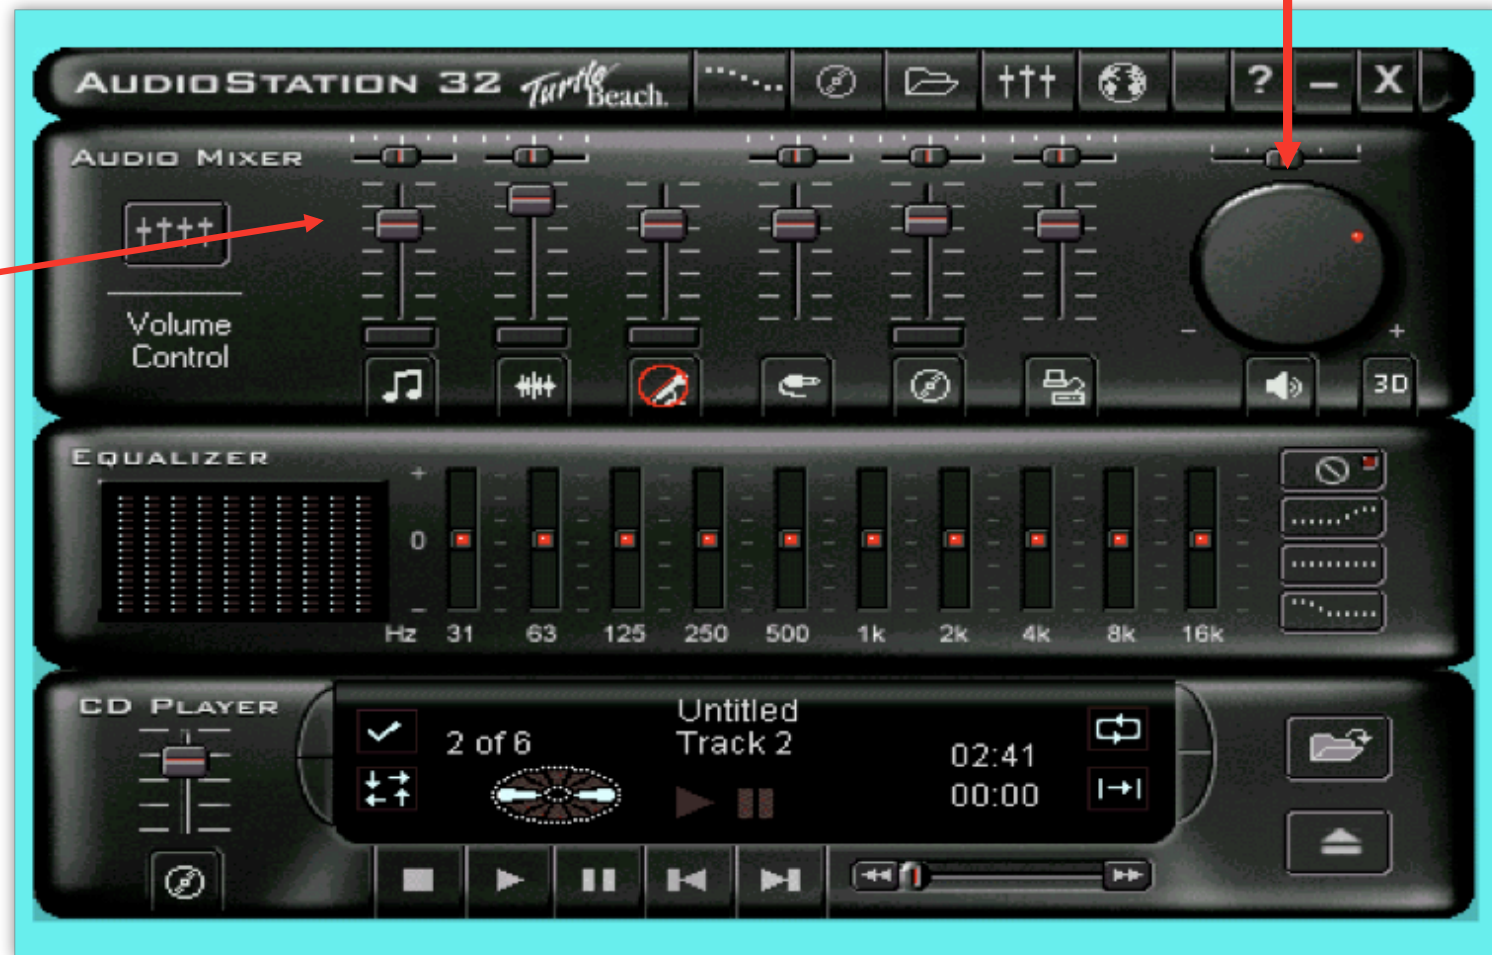 AUDIOSTATION 32 Turtle Beach.
? – X
AUDIO MIXER
Volume
Control
– +
3D
EQUALIZER
+
0
–
Hz 31 63 125 250 500 1k 2k 4k 8k 16k
CD PLAYER
2 of 6
Untitled
Track 2
02:41
00:00